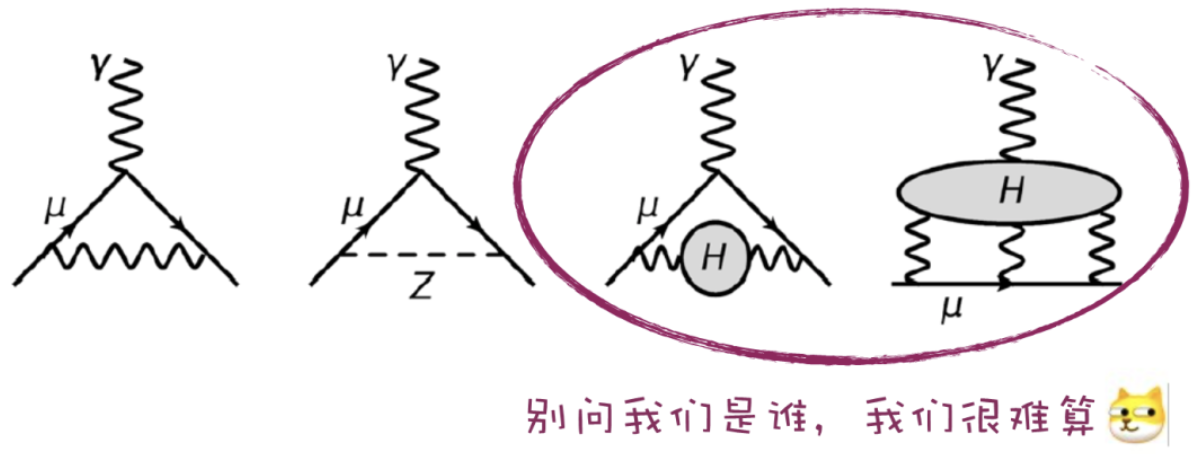 γ γ γ γ
μ μ μ H
H
Z
μ
别问我们是谁，我们很难算